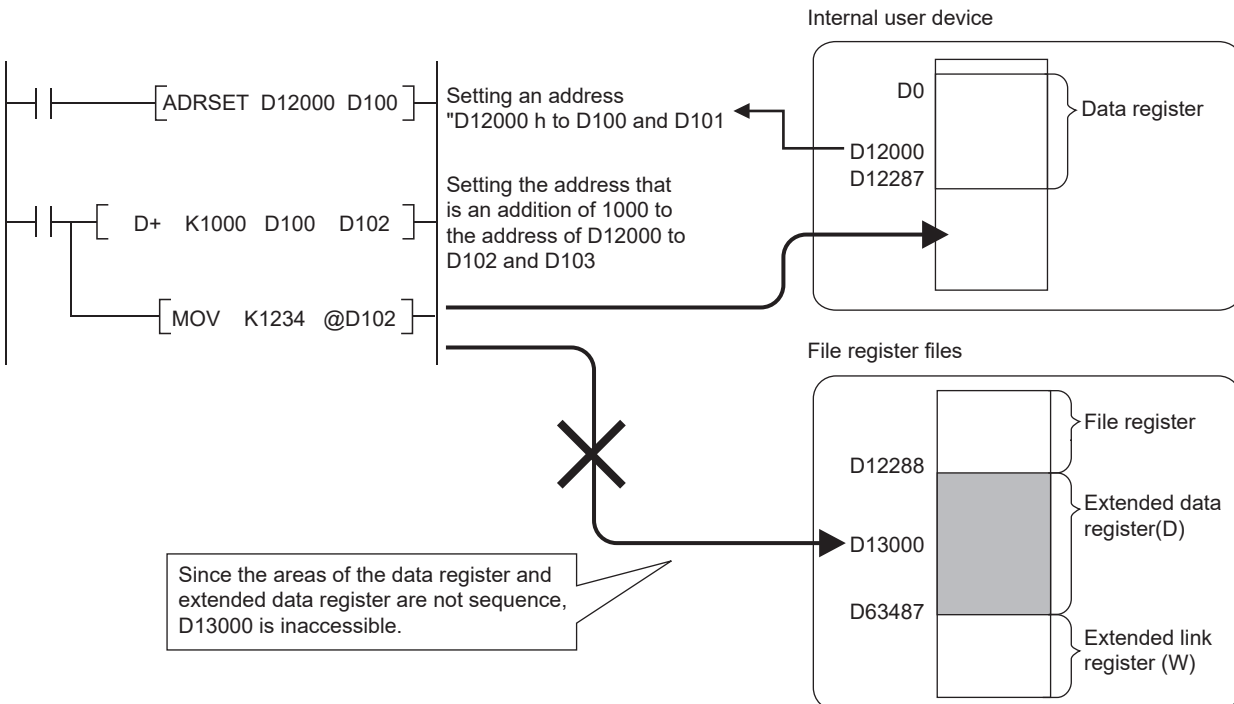 Internal user device
ADRSET D12000 D100
Setting an address
"D12000 h to D100 and D101
D0
Data register
D12000
D12287
D+ K1000 D100 D102
Setting the address that
is an addition of 1000 to
the address of D12000 to
D102 and D103
MOV K1234 @D102
File register files
File register
D12288
Extended data
register(D)
D13000
D63487
Extended link
register (W)
Since the areas of the data register and
extended data register are not sequence,
D13000 is inaccessible.